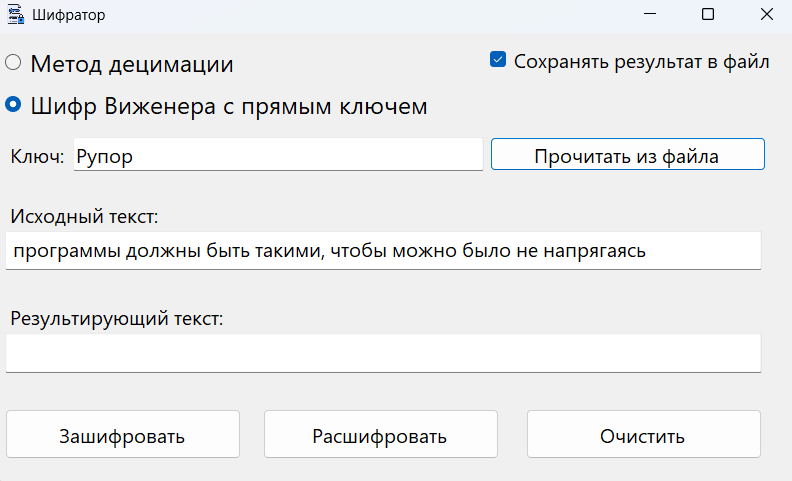 Шифратор
Метод децимации
Сохранять результат в файл
Шифр Виженера с прямым ключем
Ключ: Рупор
Прочитать из файла
Исходный текст:
программы должны быть такими, чтобы можно было не напрягаясь
Результирующий текст:
Зашифровать Расшифровать Очистить